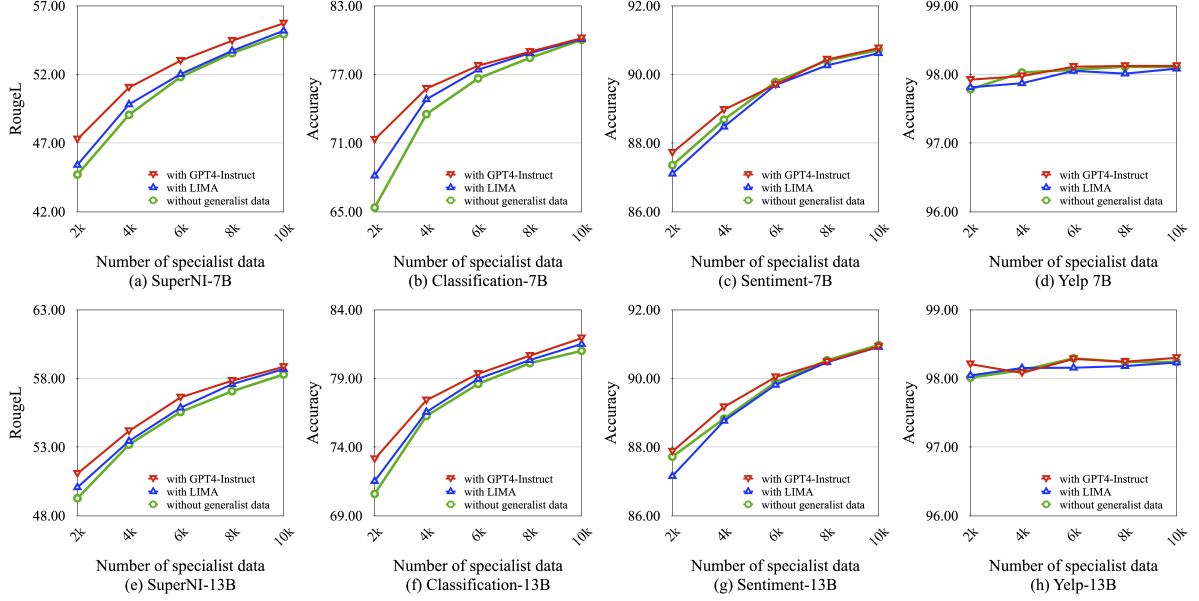 57.00
52.00
47.00
42.00
RougeL
with GPT4-Instruct
with LIMA
without generalist data
2k
4k
6k
8k
10k
Number of specialist data
(a) SuperNI-7B
83.00
77.00
71.00
65.00
Accuracy
with GPT4-Instruct
with LIMA
without generalist data
2k
4k
6k
8k
10k
Number of specialist data
(b) Classification-7B
92.00
90.00
88.00
86.00
Accuracy
with GPT4-Instruct
with LIMA
without generalist data
2k
4k
6k
8k
10k
Number of specialist data
(c) Sentiment-7B
99.00
98.00
97.00
96.00
Accuracy
with GPT4-Instruct
with LIMA
without generalist data
2k
4k
6k
8k
10k
Number of specialist data
(d) Yelp 7B
63.00
58.00
53.00
48.00
RougeL
with GPT4-Instruct
with LIMA
without generalist data
2k
4k
6k
8k
10k
Number of specialist data
(e) SuperNI-13B
84.00
79.00
74.00
69.00
Accuracy
with GPT4-Instruct
with LIMA
without generalist data
2k
4k
6k
8k
10k
Number of specialist data
(f) Classification-13B
92.00
90.00
88.00
86.00
Accuracy
with GPT4-Instruct
with LIMA
without generalist data
2k
4k
6k
8k
10k
Number of specialist data
(g) Sentiment-13B
99.00
98.00
97.00
96.00
Accuracy
with GPT4-Instruct
with LIMA
without generalist data
2k
4k
6k
8k
10k
Number of specialist data
(h) Yelp-13B